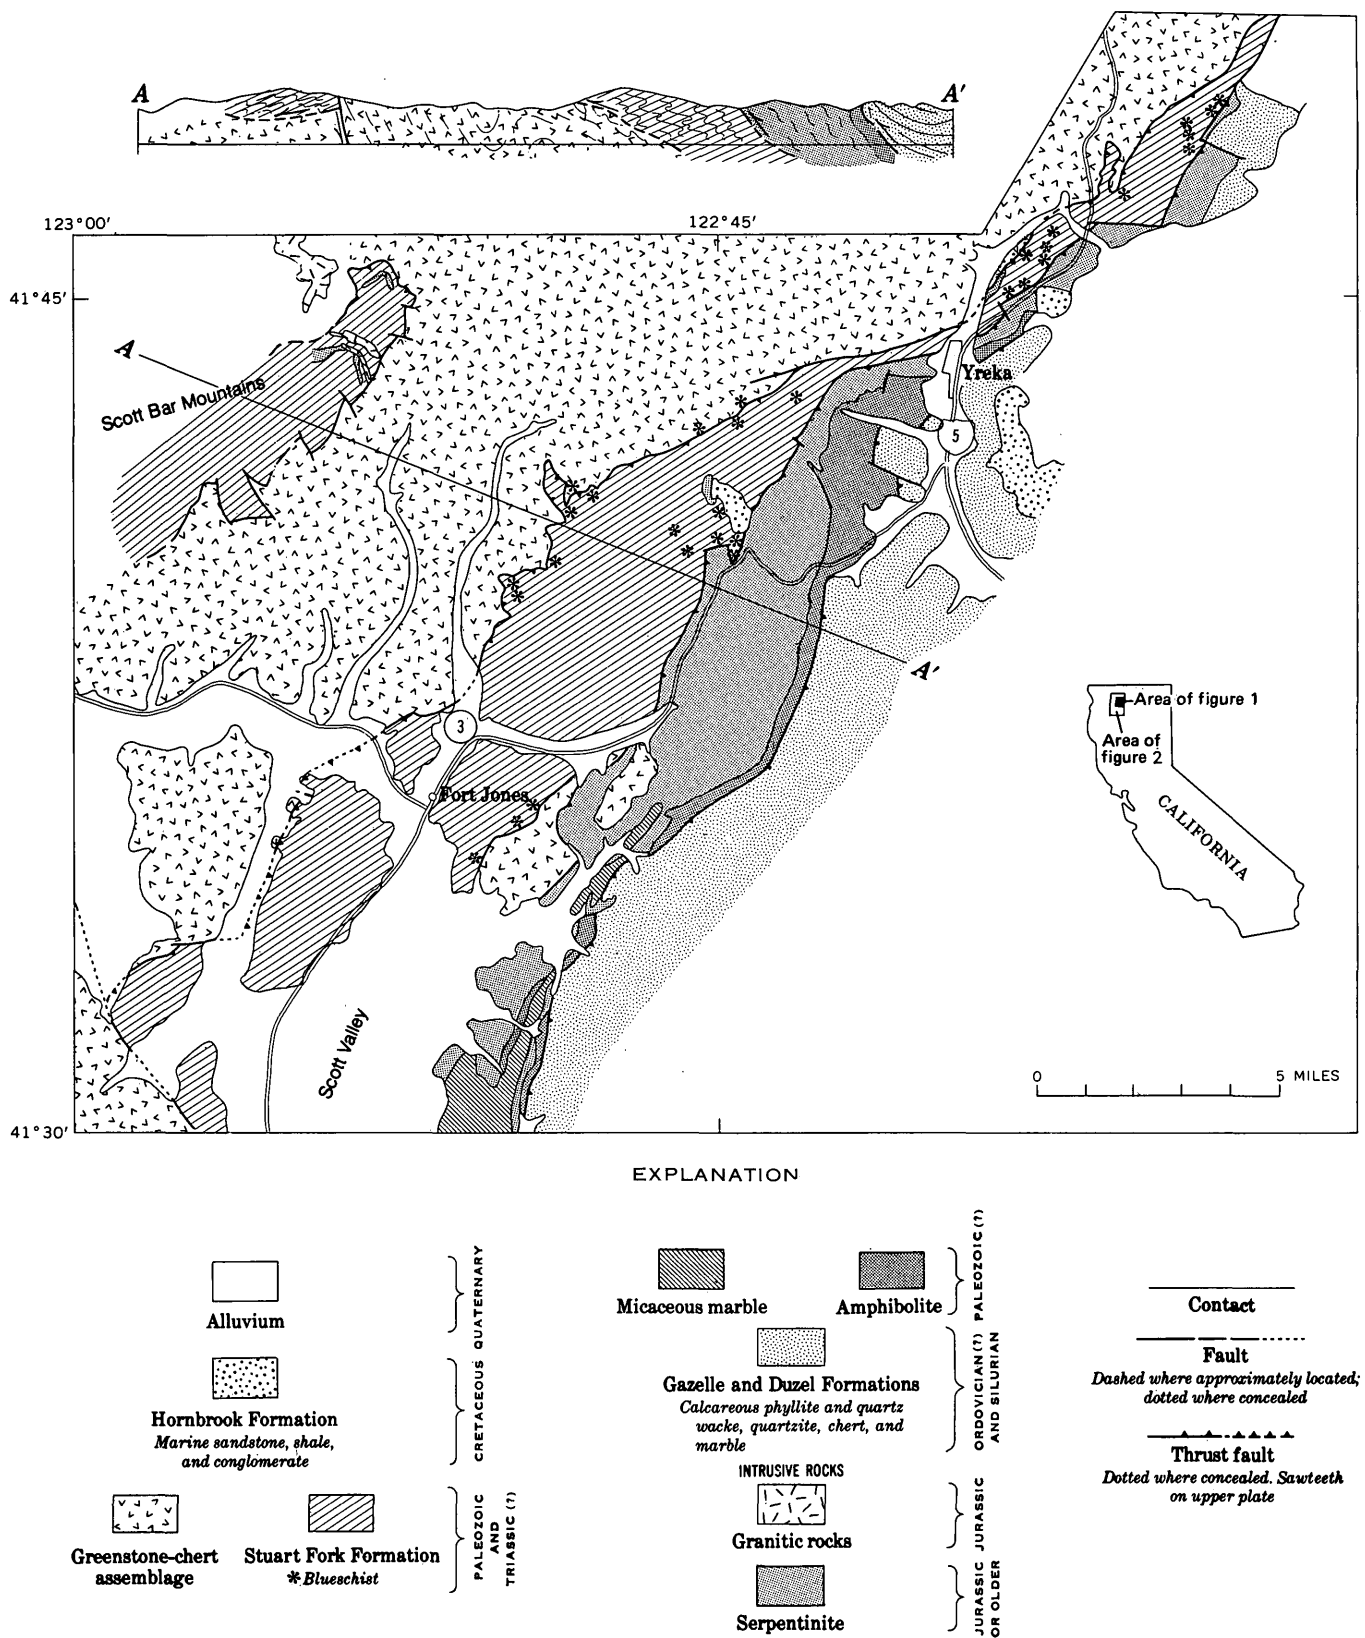 A
A'
123°00'
122°45'
41°45'
A
Scott Bar Mountains
Yreka
5
A'
3
Fort Jones
Area of figure 1
Area of
figure 2
CALIFORNIA
Scott Valley
0 5 MILES
41°30'
EXPLANATION
Alluvium
QUATERNARY
Hornbrook Formation
Marine sandstone, shale,
and conglomerate
CRETACEOUS
Greenstone-chert
assemblage
Stuart Fork Formation
*Blueschist
PALEOZOIC
AND
TRIASSIC (?)
Micaceous marble
Amphibolite
PALEOZOIC (?)
Gazelle and Duzel Formations
Calcareous phyllite and quartz
wacke, quartzite, chert, and
marble
ORDOVICIAN (?)
AND SILURIAN
INTRUSIVE ROCKS
Granitic rocks
JURASSIC
Serpentinite
JURASSIC
OR OLDER
Contact
Fault
Dashed where approximately located;
dotted where concealed
Thrust fault
Dotted where concealed. Sawteeth
on upper plate